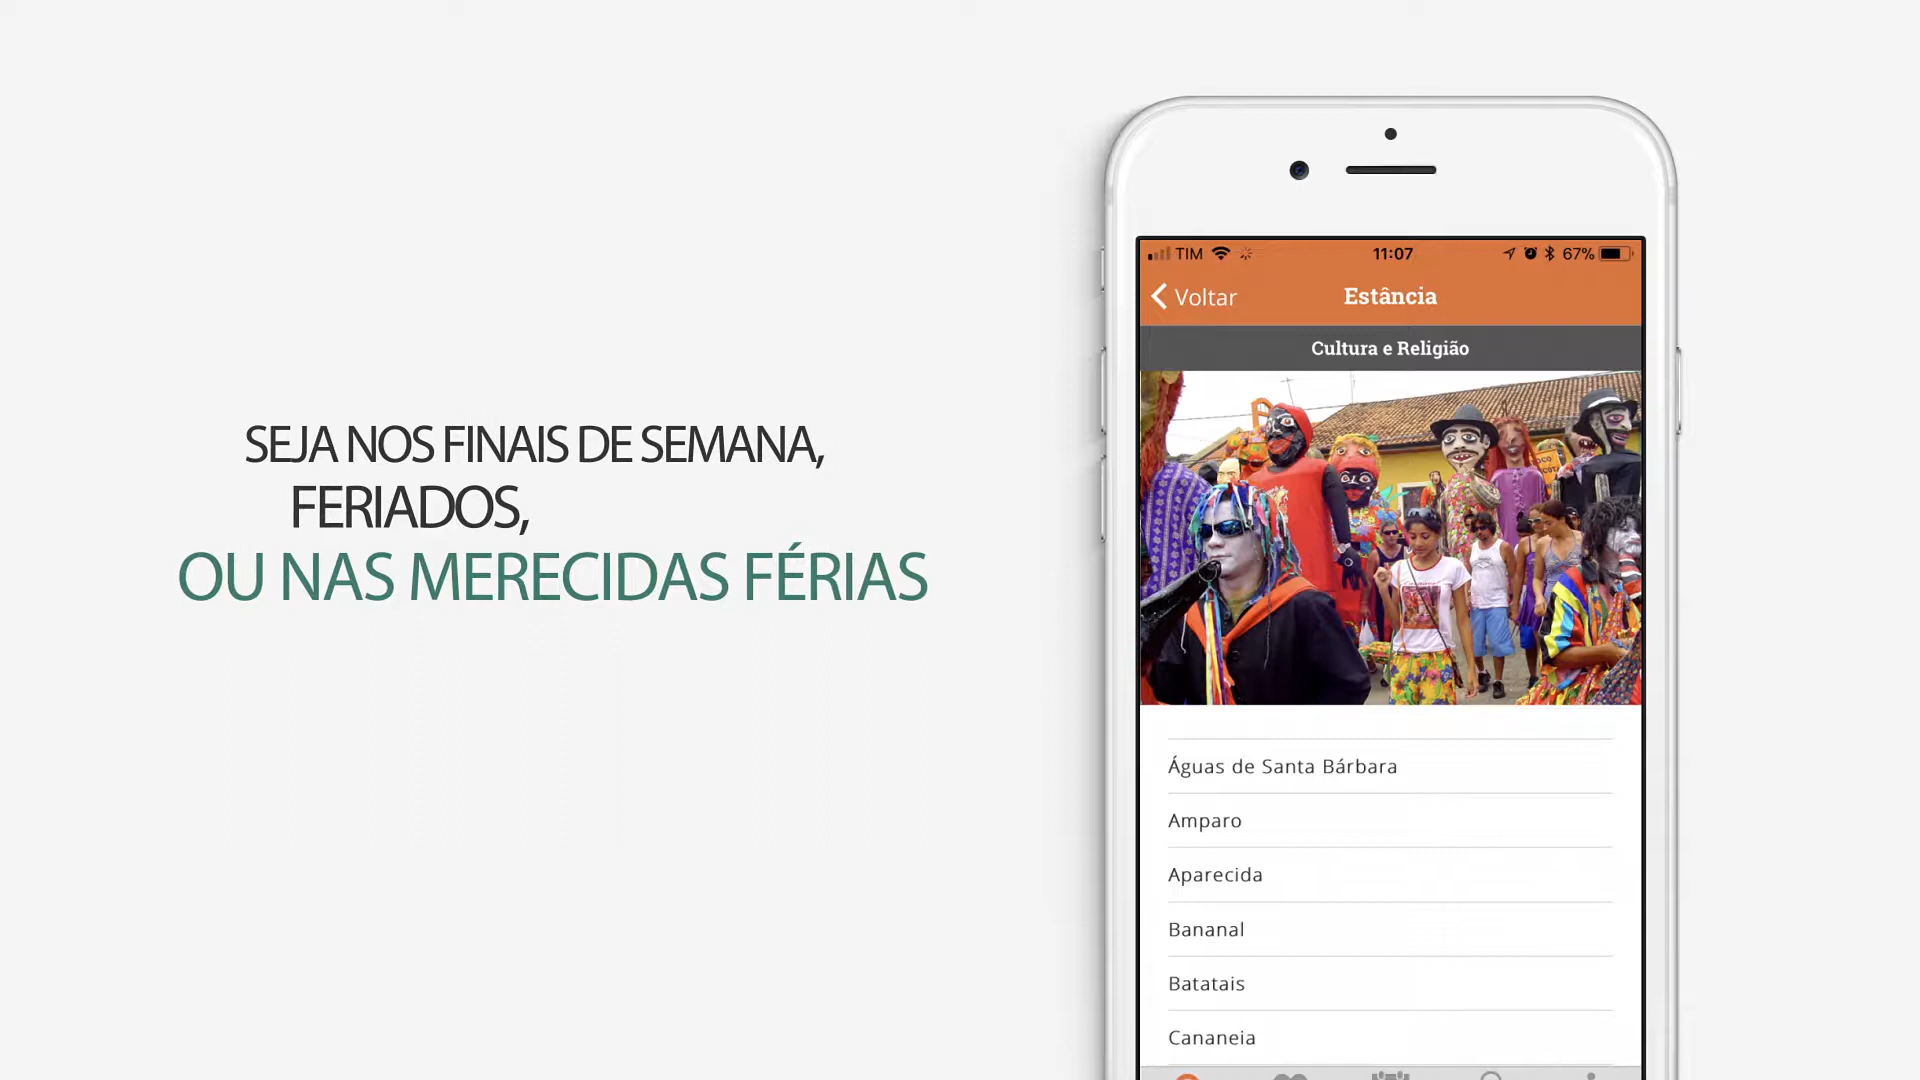 SEJA NOS FINAIS DE SEMANA,
FERIADOS,
OU NAS MERECIDAS FÉRIAS
TIM 11:07 67%
Voltar Estância
Cultura e Religião
Águas de Santa Bárbara
Amparo
Aparecida
Bananal
Batatais
Cananeia